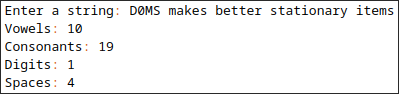 Enter a string: D0MS makes better stationary items
Vowels: 10
Consonants: 19
Digits: 1
Spaces: 4